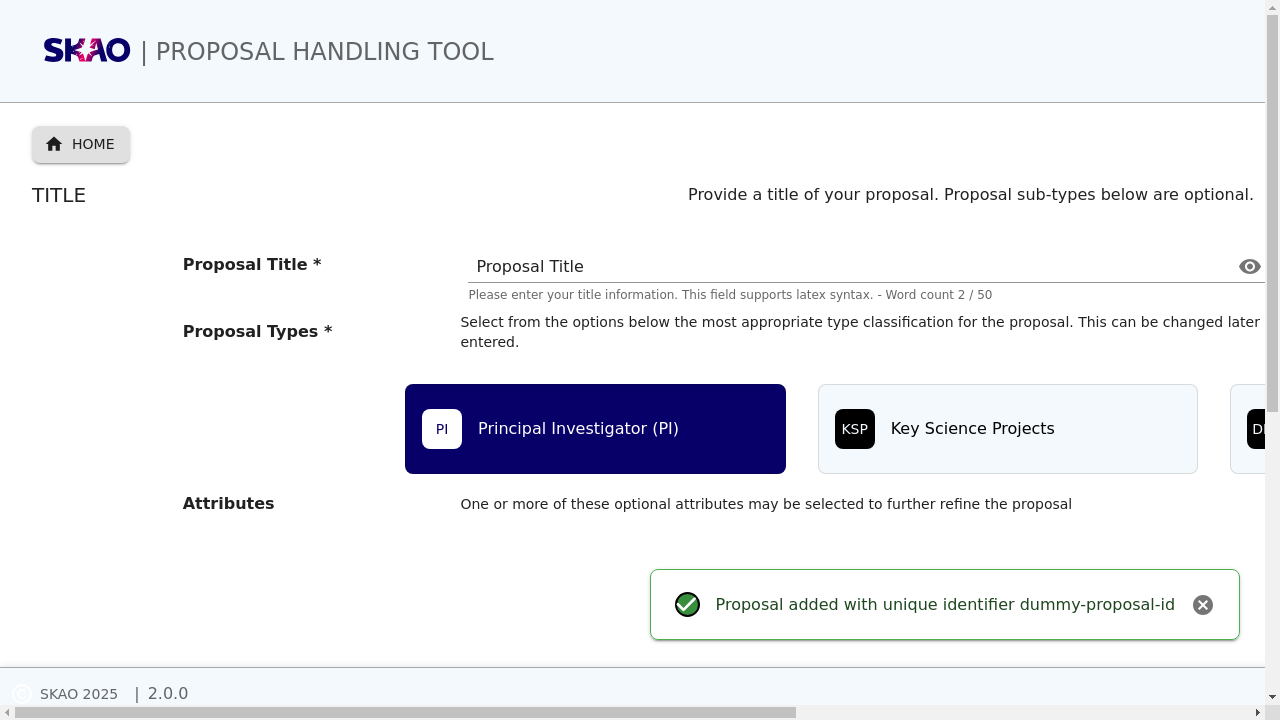 SKAO | PROPOSAL HANDLING TOOL
HOME
TITLE
Provide a title of your proposal. Proposal sub-types below are optional.
Proposal Title *
Proposal Title
Please enter your title information. This field supports latex syntax. - Word count 2 / 50
Proposal Types *
Select from the options below the most appropriate type classification for the proposal. This can be changed later
entered.
PI Principal Investigator (PI)
KSP Key Science Projects
Attributes
One or more of these optional attributes may be selected to further refine the proposal
Proposal added with unique identifier dummy-proposal-id
© SKAO 2025 | 2.0.0